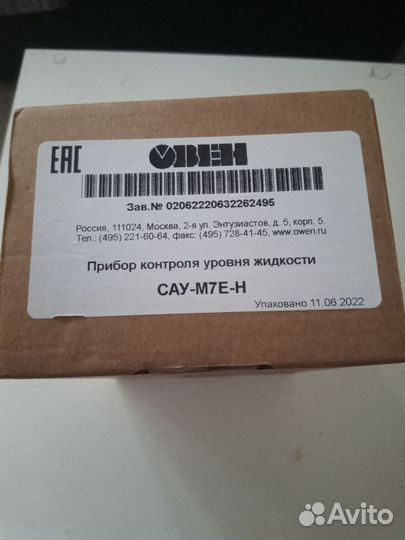 EAC
ОВЕН
Зав.№ 02062220632262495
Россия, 111024, Москва, 2-я ул. Энтузиастов, д. 5, корп. 5.
Тел.: (495) 221-60-64, факс: (495) 728-41-45, www.owen.ru
Прибор контроля уровня жидкости
САУ-М7Е-Н
Упаковано 11.06.2022
Avito